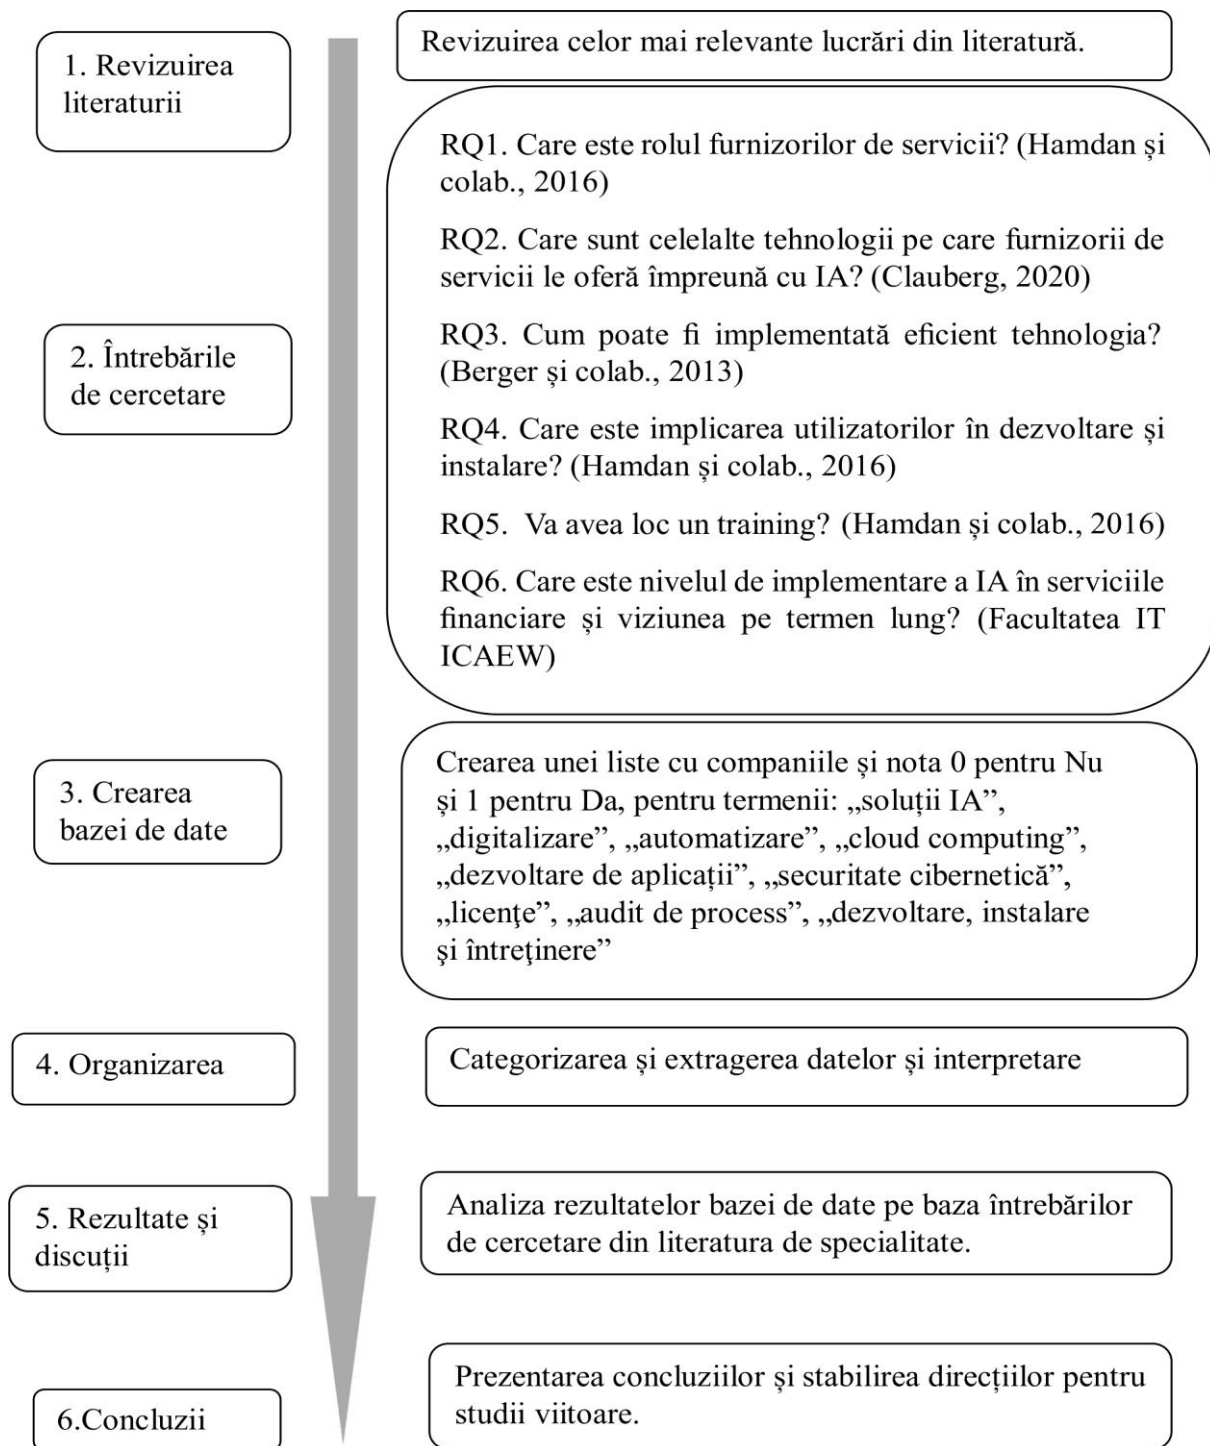 1. Revizuirea
literaturii
Revizuirea celor mai relevante lucrări din literatură.
2. Întrebările
de cercetare
RQ1. Care este rolul furnizorilor de servicii? (Hamdan și
colab., 2016)
RQ2. Care sunt celelalte tehnologii pe care furnizorii de
servicii le oferă împreună cu IA? (Clauberg, 2020)
RQ3. Cum poate fi implementată eficient tehnologia?
(Berger și colab., 2013)
RQ4. Care este implicarea utilizatorilor în dezvoltare și
instalare? (Hamdan și colab., 2016)
RQ5. Va avea loc un training? (Hamdan și colab., 2016)
RQ6. Care este nivelul de implementare a IA în serviciile
financiare și viziunea pe termen lung? (Facultatea IT
ICAEW)
3. Crearea
bazei de date
Crearea unei liste cu companiile și nota 0 pentru Nu
și 1 pentru Da, pentru termenii: „soluții IA”,
„digitalizare”, „automatizare”, „cloud computing”,
„dezvoltare de aplicații”, „securitate cibernetică”,
„licenţe”, „audit de process”, „dezvoltare, instalare
şi întreţinere”
4. Organizarea
Categorizarea și extragerea datelor și interpretare
5. Rezultate și
discuții
Analiza rezultatelor bazei de date pe baza întrebărilor
de cercetare din literatura de specialitate.
6.Concluzii
Prezentarea concluziilor și stabilirea direcțiilor pentru
studii viitoare.